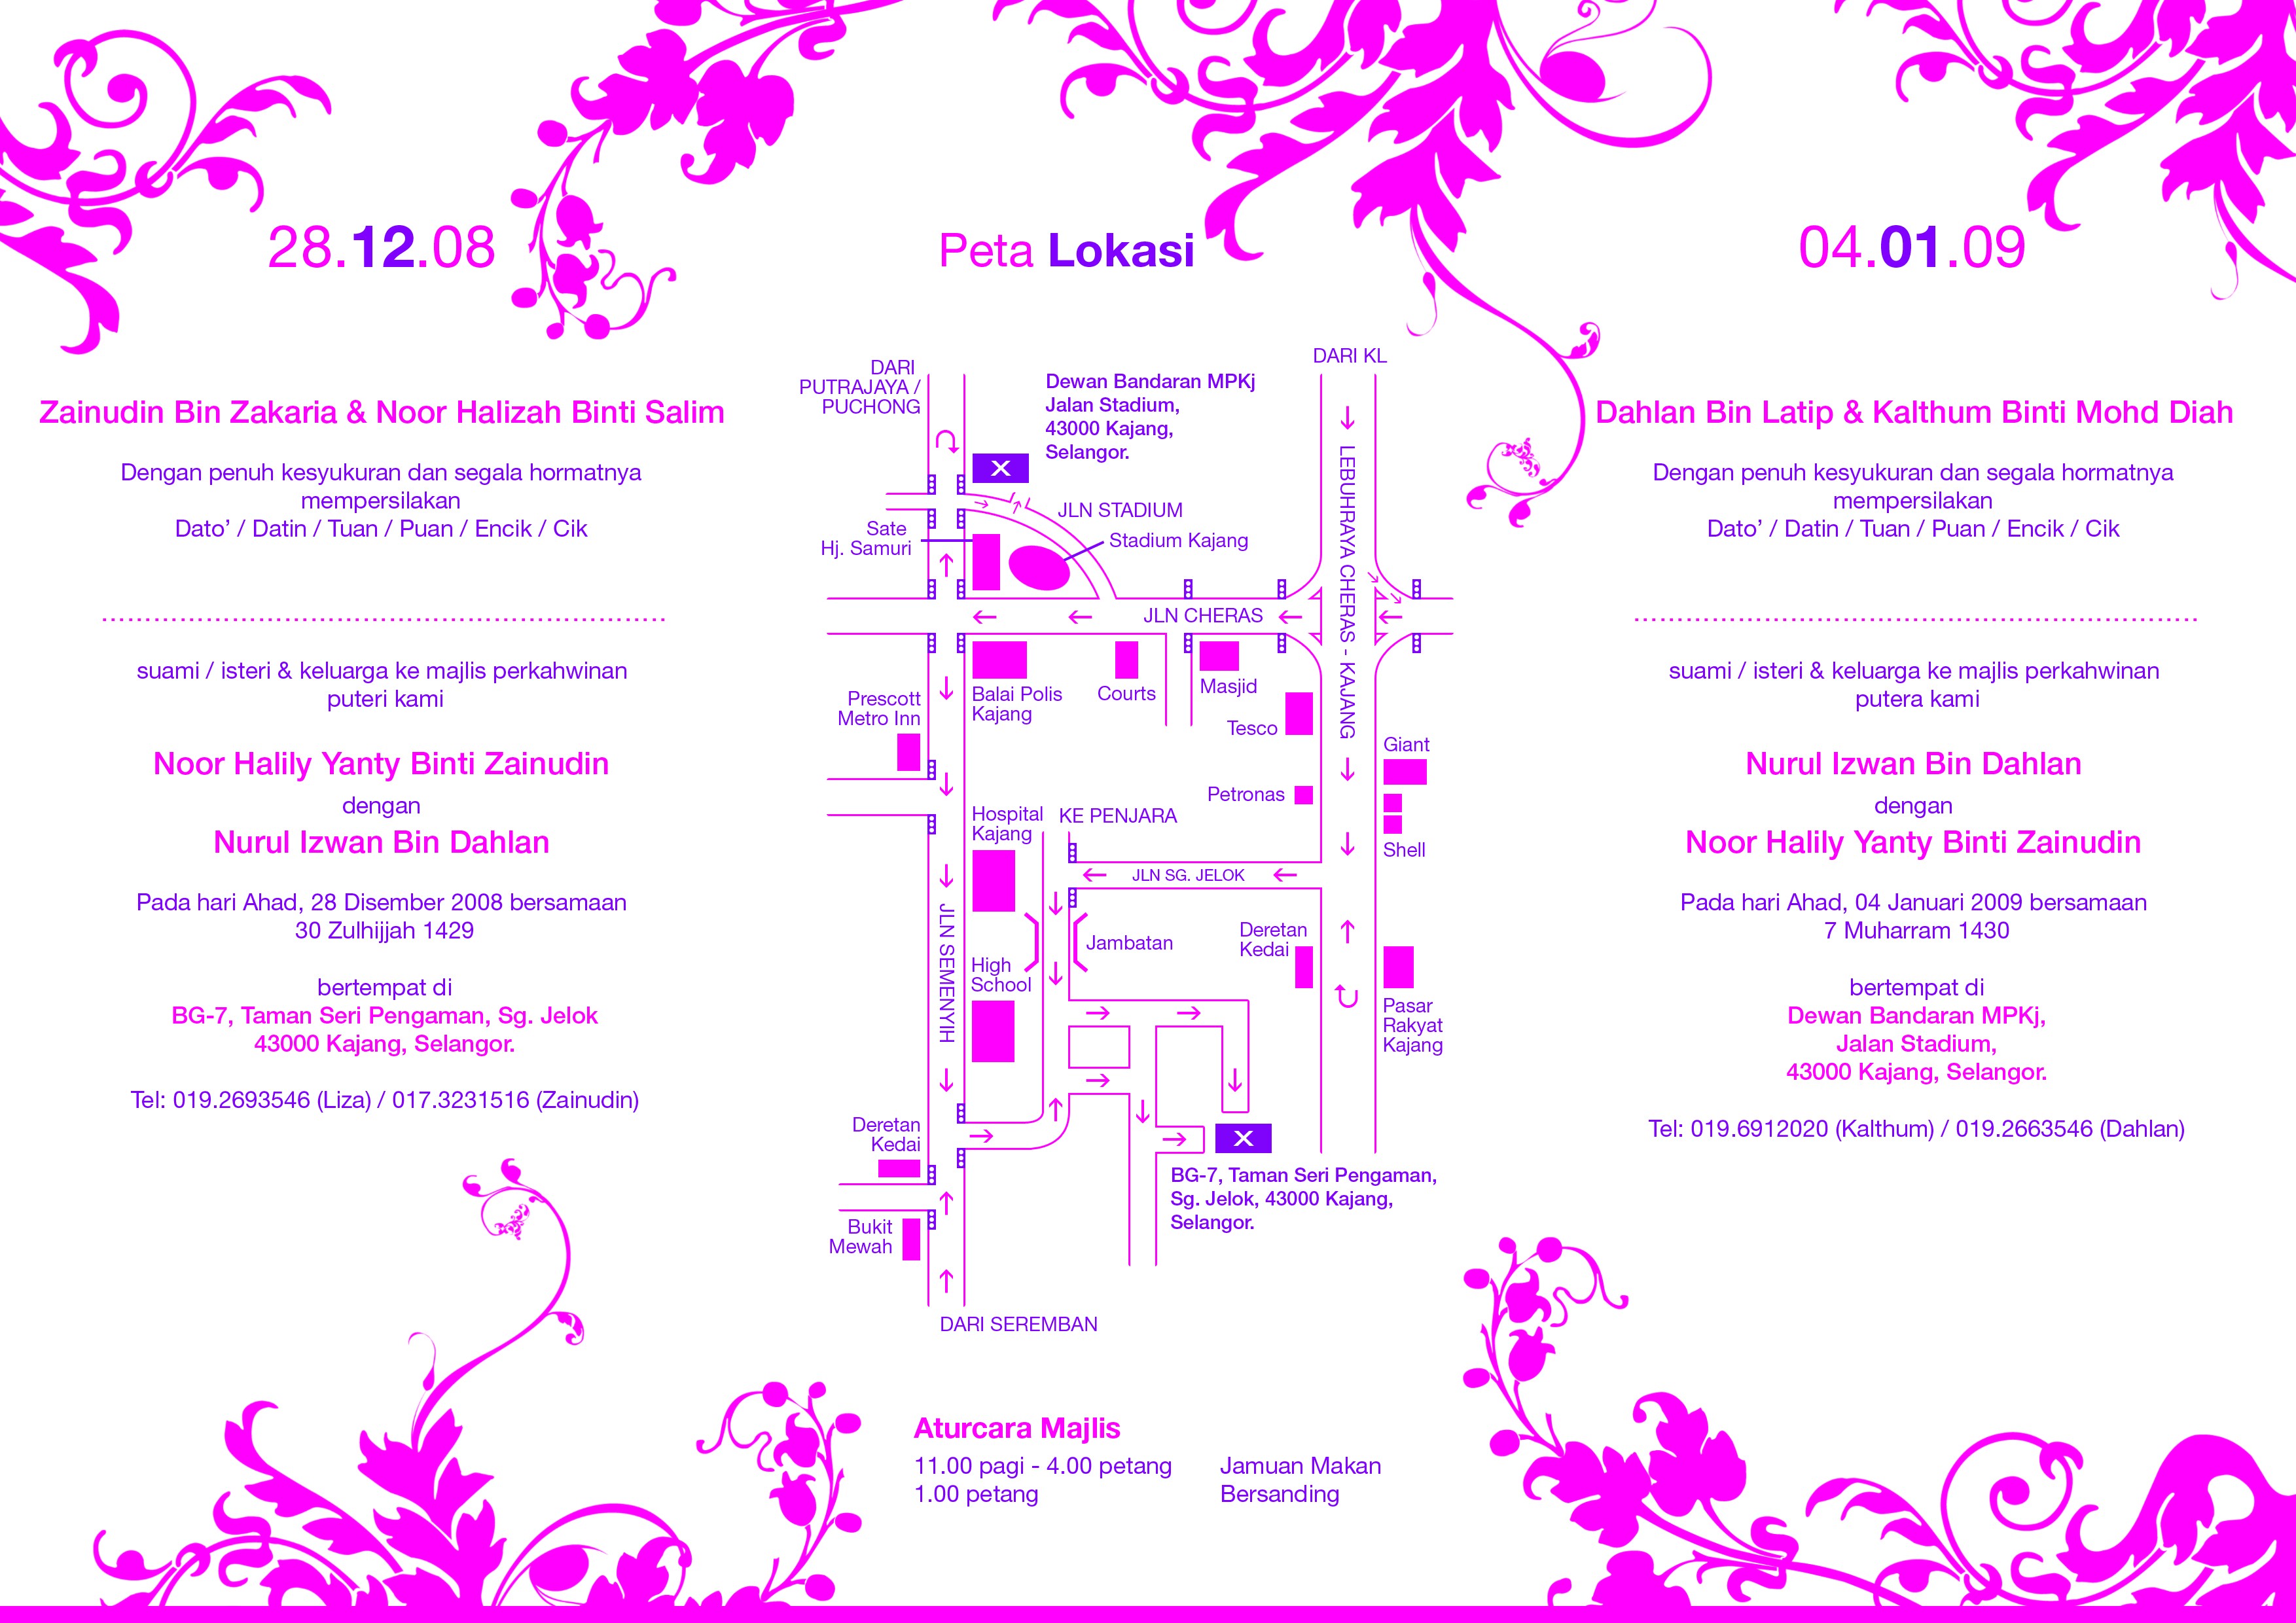 28.12.08
Zainudin Bin Zakaria & Noor Halizah Binti Salim
Dengan penuh kesyukuran dan segala hormatnya
mempersilakan
Dato' / Datin / Tuan / Puan / Encik / Cik
suami / isteri & keluarga ke majlis perkahwinan
puteri kami
Noor Halily Yanty Binti Zainudin
dengan
Nurul Izwan Bin Dahlan
Pada hari Ahad, 28 Disember 2008 bersamaan
30 Zulhijjah 1429
bertempat di
BG-7, Taman Seri Pengaman, Sg. Jelok
43000 Kajang, Selangor.
Tel: 019.2693546 (Liza) / 017.3231516 (Zainudin)
Peta Lokasi
DARI
PUTRAJAYA /
PUCHONG
Dewan Bandaran MPKj
Jalan Stadium,
43000 Kajang,
Selangor.
DARI KL
X
JLN STADIUM
Sate
Hj. Samuri
Stadium Kajang
LEBUHRAYA CHERAS - KAJANG
JLN CHERAS
Prescott
Metro Inn
Balai Polis
Kajang
Courts
Masjid
Tesco
Giant
Petronas
Shell
Hospital
Kajang
KE PENJARA
JLN SG. JELOK
JLN SEMENYIH
High
School
Jambatan
Deretan
Kedai
Pasar
Rakyat
Kajang
Deretan
Kedai
X
BG-7, Taman Seri Pengaman,
Sg. Jelok, 43000 Kajang,
Selangor.
Bukit
Mewah
DARI SEREMBAN
Aturcara Majlis
11.00 pagi - 4.00 petang Jamuan Makan
1.00 petang Bersanding
04.01.09
Dahlan Bin Latip & Kalthum Binti Mohd Diah
Dengan penuh kesyukuran dan segala hormatnya
mempersilakan
Dato' / Datin / Tuan / Puan / Encik / Cik
suami / isteri & keluarga ke majlis perkahwinan
putera kami
Nurul Izwan Bin Dahlan
dengan
Noor Halily Yanty Binti Zainudin
Pada hari Ahad, 04 Januari 2009 bersamaan
7 Muharram 1430
bertempat di
Dewan Bandaran MPKj,
Jalan Stadium,
43000 Kajang, Selangor.
Tel: 019.6912020 (Kalthum) / 019.2663546 (Dahlan)